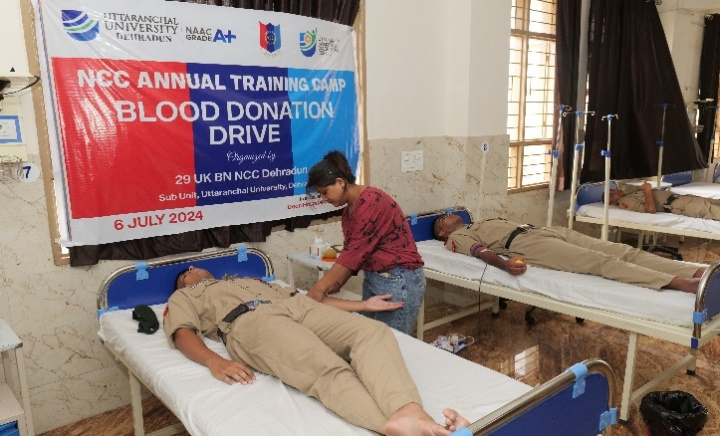 UTTARANCHAL
UNIVERSITY
DEHRADUN
NAAC
GRADE A+
NCC ANNUAL TRAINING CAMP
BLOOD DONATION
DRIVE
Organized by
29 UK BN NCC Dehradun
Sub Unit, Uttaranchal University, Dehra
6 JULY 2024
7